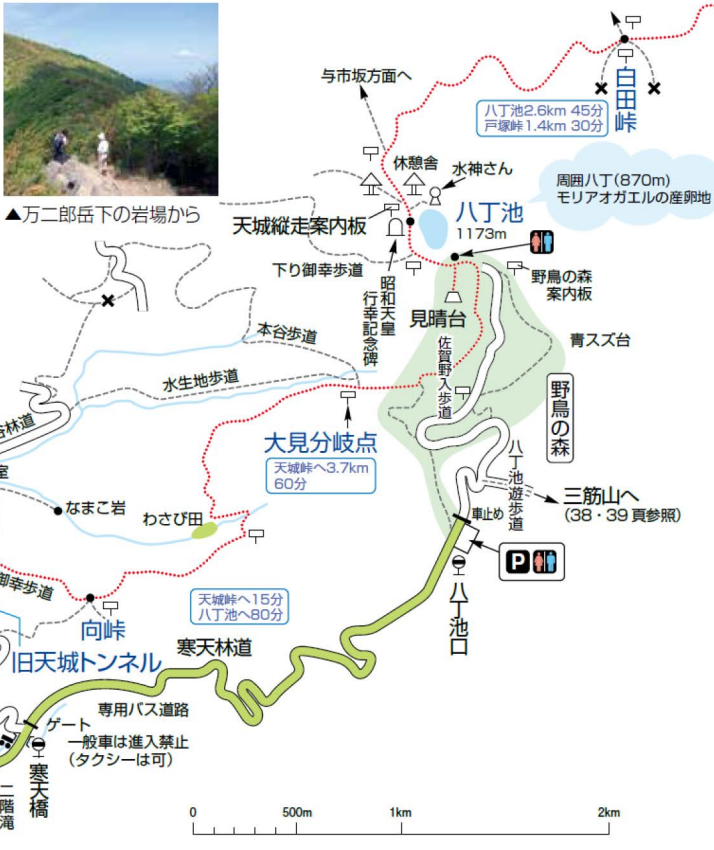 ▲万二郎岳下の岩場から
与市坂方面へ
白田峠
八丁池2.6km 45分
戸塚峠1.4km 30分
休憩舎
水神さん
周囲八丁(870m)
モリアオガエルの産卵地
八丁池
1173m
天城縦走案内板
下り御幸歩道
昭和天皇
行幸記念碑
野鳥の森
案内板
見晴台
青スズ台
本谷歩道
水生地歩道
佐賀野入歩道
野鳥の森
谷林道
大見分岐点
天城峠へ3.7km
60分
室
なまこ岩
わさび田
八丁池遊歩道
三筋山へ
(38・39頁参照)
車止め
P
八丁池口
御幸歩道
向峠
天城峠へ15分
八丁池へ80分
旧天城トンネル
寒天林道
専用バス道路
ゲート
一般車は進入禁止
(タクシーは可)
寒天橋
二階滝
0 500m 1km 2km